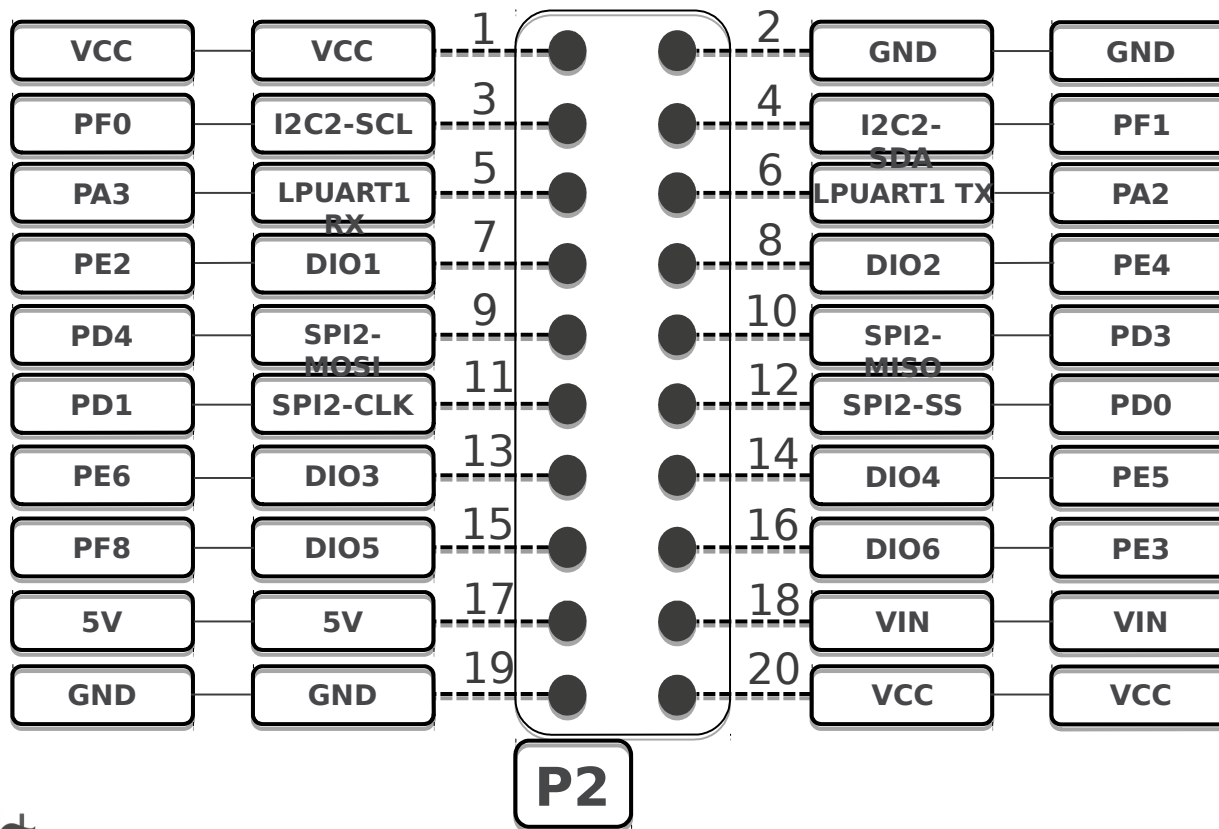 VCC VCC 1 2 GND GND
PF0 I2C2-SCL 3 4 I2C2-SDA PF1
PA3 LPUART1 RX 5 6 LPUART1 TX PA2
PE2 DIO1 7 8 DIO2 PE4
PD4 SPI2-MOSI 9 10 SPI2-MISO PD3
PD1 SPI2-CLK 11 12 SPI2-SS PD0
PE6 DIO3 13 14 DIO4 PE5
PF8 DIO5 15 16 DIO6 PE3
5V 5V 17 18 VIN VIN
GND GND 19 20 VCC VCC
P2